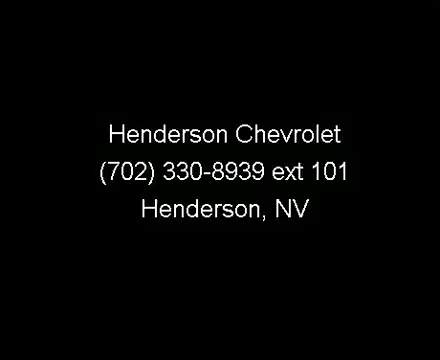 Henderson Chevrolet
(702) 330-8939 ext 101
Henderson, NV